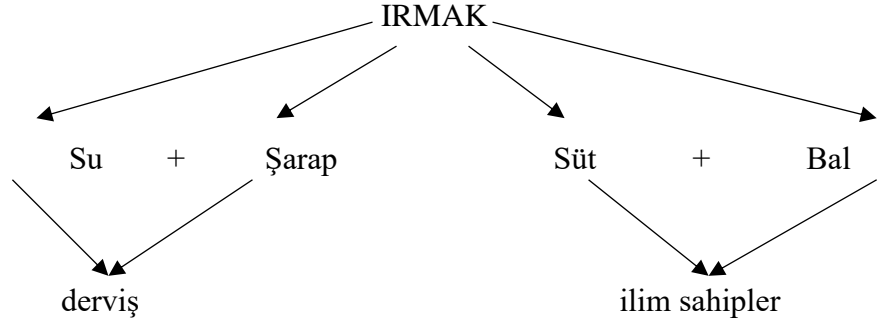 IRMAK
Su + Şarap Süt + Bal
derviş ilim sahipler